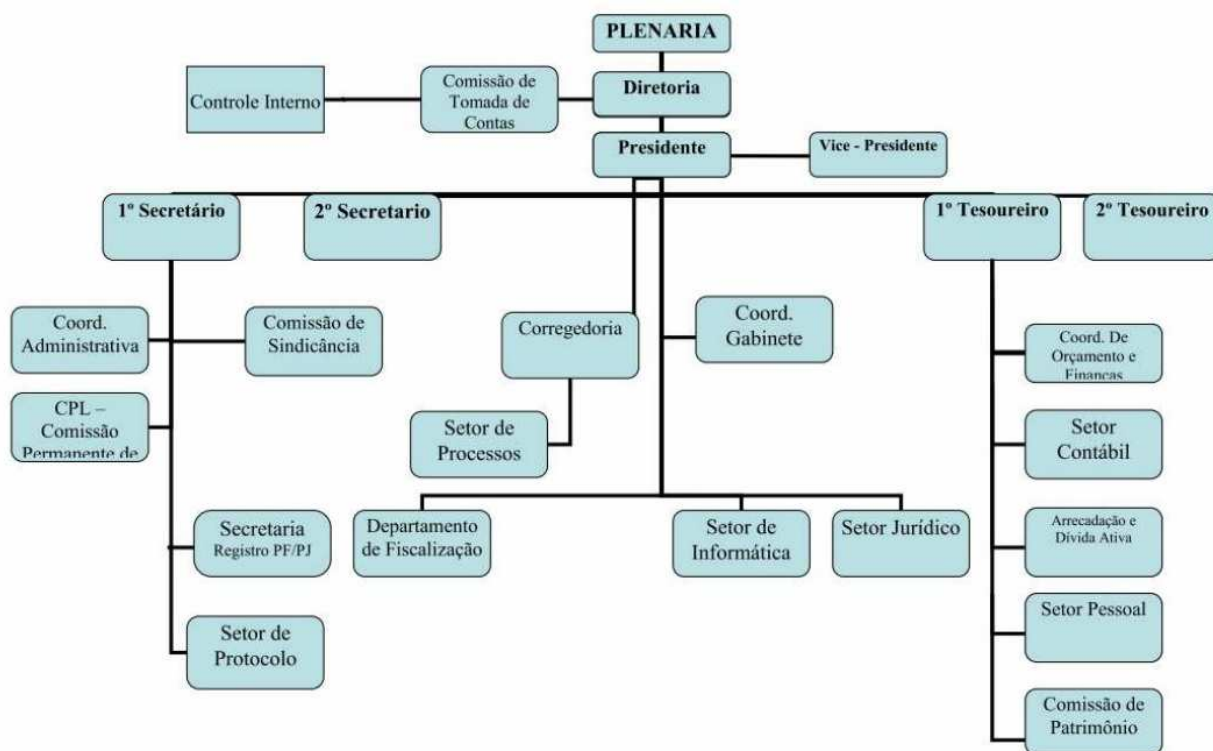 PLENARIA
Controle Interno
Comissão de
Tomada de
Contas
Diretoria
Presidente
Vice - Presidente
1º Secretário
2º Secretario
1º Tesoureiro
2º Tesoureiro
Coord.
Administrativa
Comissão de
Sindicância
Corregedoria
Coord.
Gabinete
Coord. De
Orçamento e
Finanças
CPL –
Comissão
Permanente de
Setor de
Processos
Setor
Contábil
Secretaria
Registro PF/PJ
Departamento
de Fiscalização
Setor de
Informática
Setor Jurídico
Arrecadação e
Dívida Ativa
Setor de
Protocolo
Setor Pessoal
Comissão de
Patrimônio